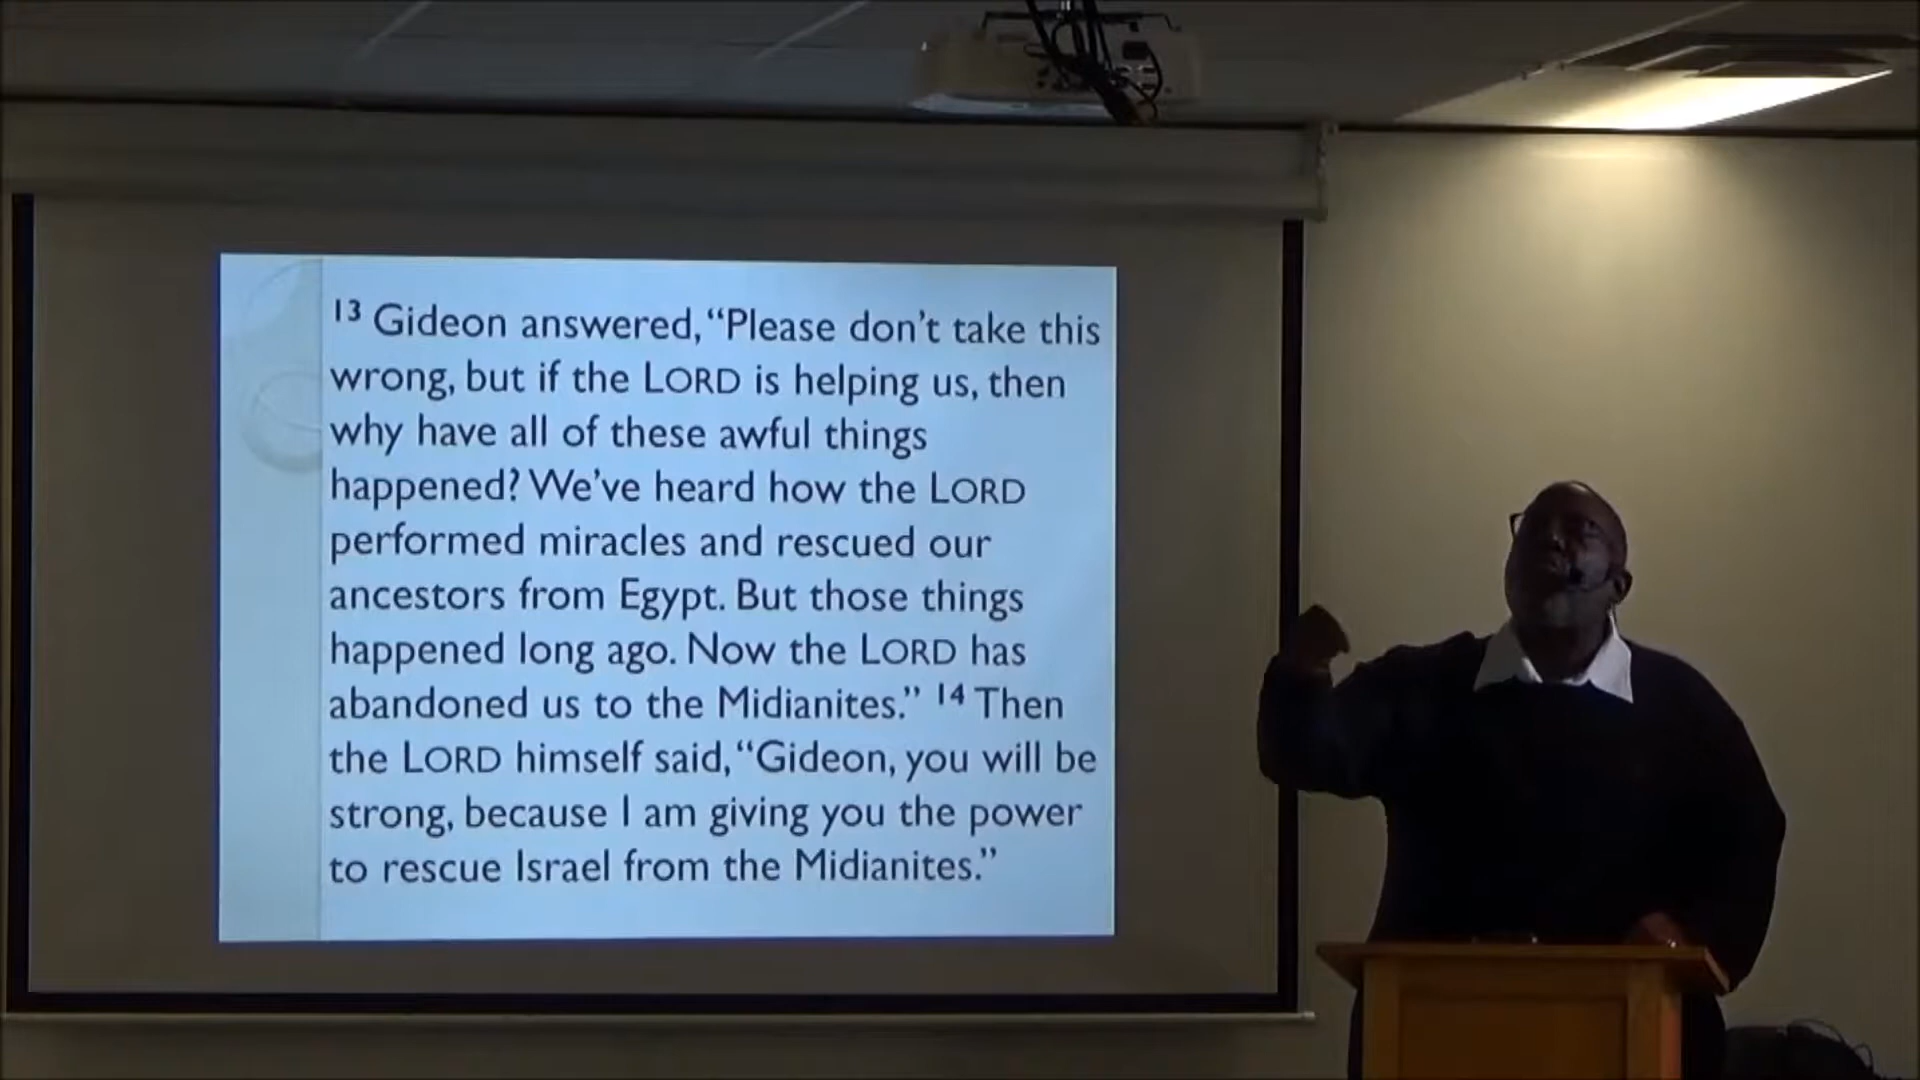 13 Gideon answered, “Please don’t take this
wrong, but if the LORD is helping us, then
why have all of these awful things
happened? We’ve heard how the LORD
performed miracles and rescued our
ancestors from Egypt. But those things
happened long ago. Now the LORD has
abandoned us to the Midianites.” 14 Then
the LORD himself said, “Gideon, you will be
strong, because I am giving you the power
to rescue Israel from the Midianites.”